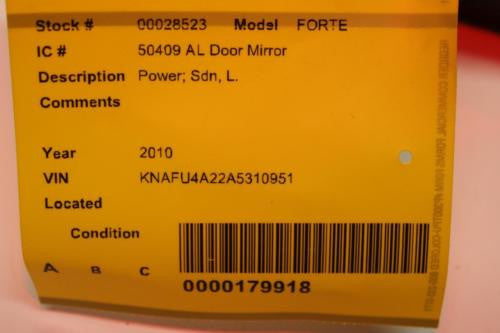 Stock # 00028523 Model FORTE
IC # 50409 AL Door Mirror
Description Power; Sdn, L.
Comments
Year 2010
VIN KNAFU4A22A5310951
Located
Condition
A B C
0000179918